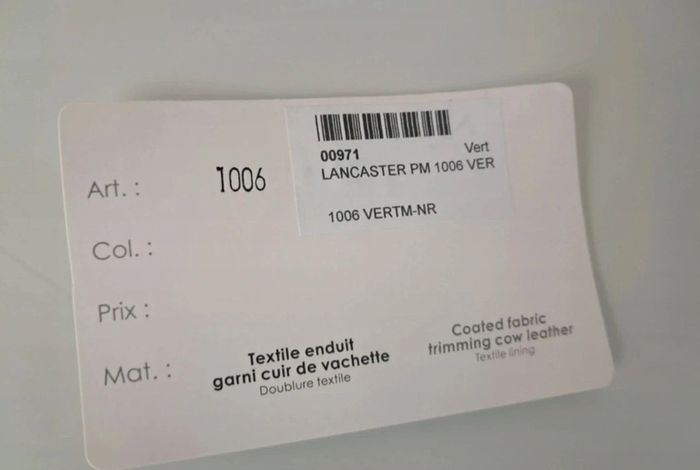 00971 Vert
LANCASTER PM 1006 VER
1006 VERTM-NR
Art. : 1006
Col. :
Prix :
Mat. :
Textile enduit
garni cuir de vachette
Doublure textile
Coated fabric
trimming cow leather
Textile lining